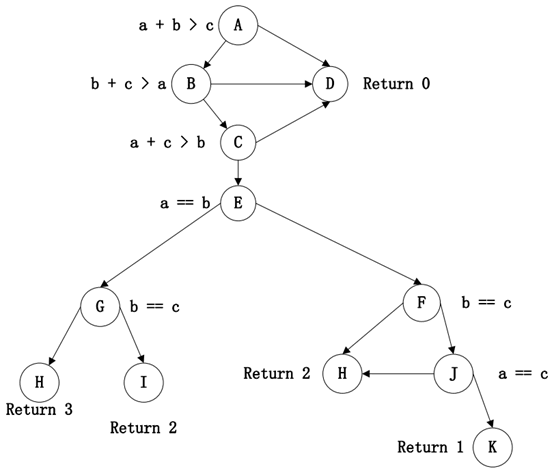 a + b > c
A
b + c > a
B
D
Return 0
a + c > b
C
a == b
E
G
b == c
F
b == c
H
I
Return 3
Return 2
Return 2
H
J
a == c
Return 1
K